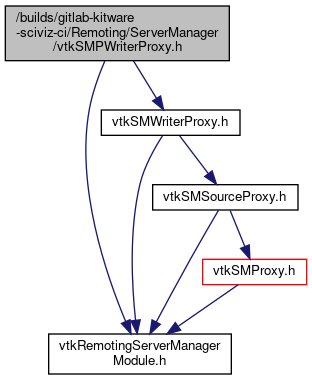 /builds/gitlab-kitware
-sciviz-ci/Remoting/ServerManager
/vtkSMPWriterProxy.h
vtkSMWriterProxy.h
vtkSMSourceProxy.h
vtkSMProxy.h
vtkRemotingServerManager
Module.h